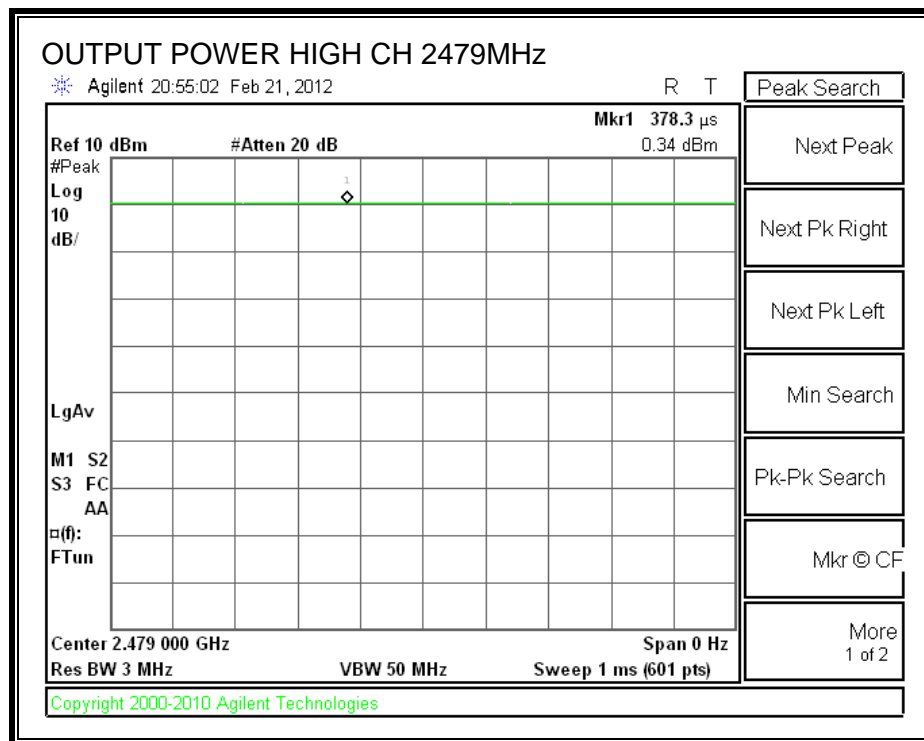 OUTPUT POWER HIGH CH 2479MHz
Agilent 20:55:02 Feb 21, 2012 R T
Peak Search
Mkr1 378.3 μs
Ref 10 dBm #Atten 20 dB 0.34 dBm
#Peak
Log
10
dB/
1
LgAv
M1 S2
S3 FC
AA
¤(f):
FTun
Center 2.479 000 GHz Span 0 Hz
Res BW 3 MHz VBW 50 MHz Sweep 1 ms (601 pts)
Next Peak
Next Pk Right
Next Pk Left
Min Search
Pk-Pk Search
Mkr © CF
More
1 of 2
Copyright 2000-2010 Agilent Technologies